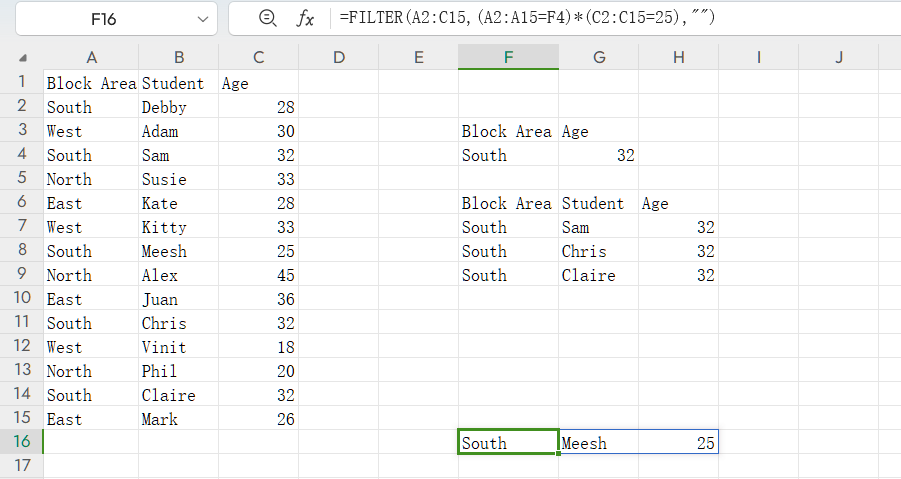 F16 fx =FILTER(A2:C15,(A2:A15=F4)*(C2:C15=25),"")
A B C D E F G H I J
1 Block Area Student Age
2 South Debby 28
3 West Adam 30 Block Area Age
4 South Sam 32 South 32
5 North Susie 33
6 East Kate 28 Block Area Student Age
7 West Kitty 33 South Sam 32
8 South Meesh 25 South Chris 32
9 North Alex 45 South Claire 32
10 East Juan 36
11 South Chris 32
12 West Vinit 18
13 North Phil 20
14 South Claire 32
15 East Mark 26
16 South Meesh 25
17